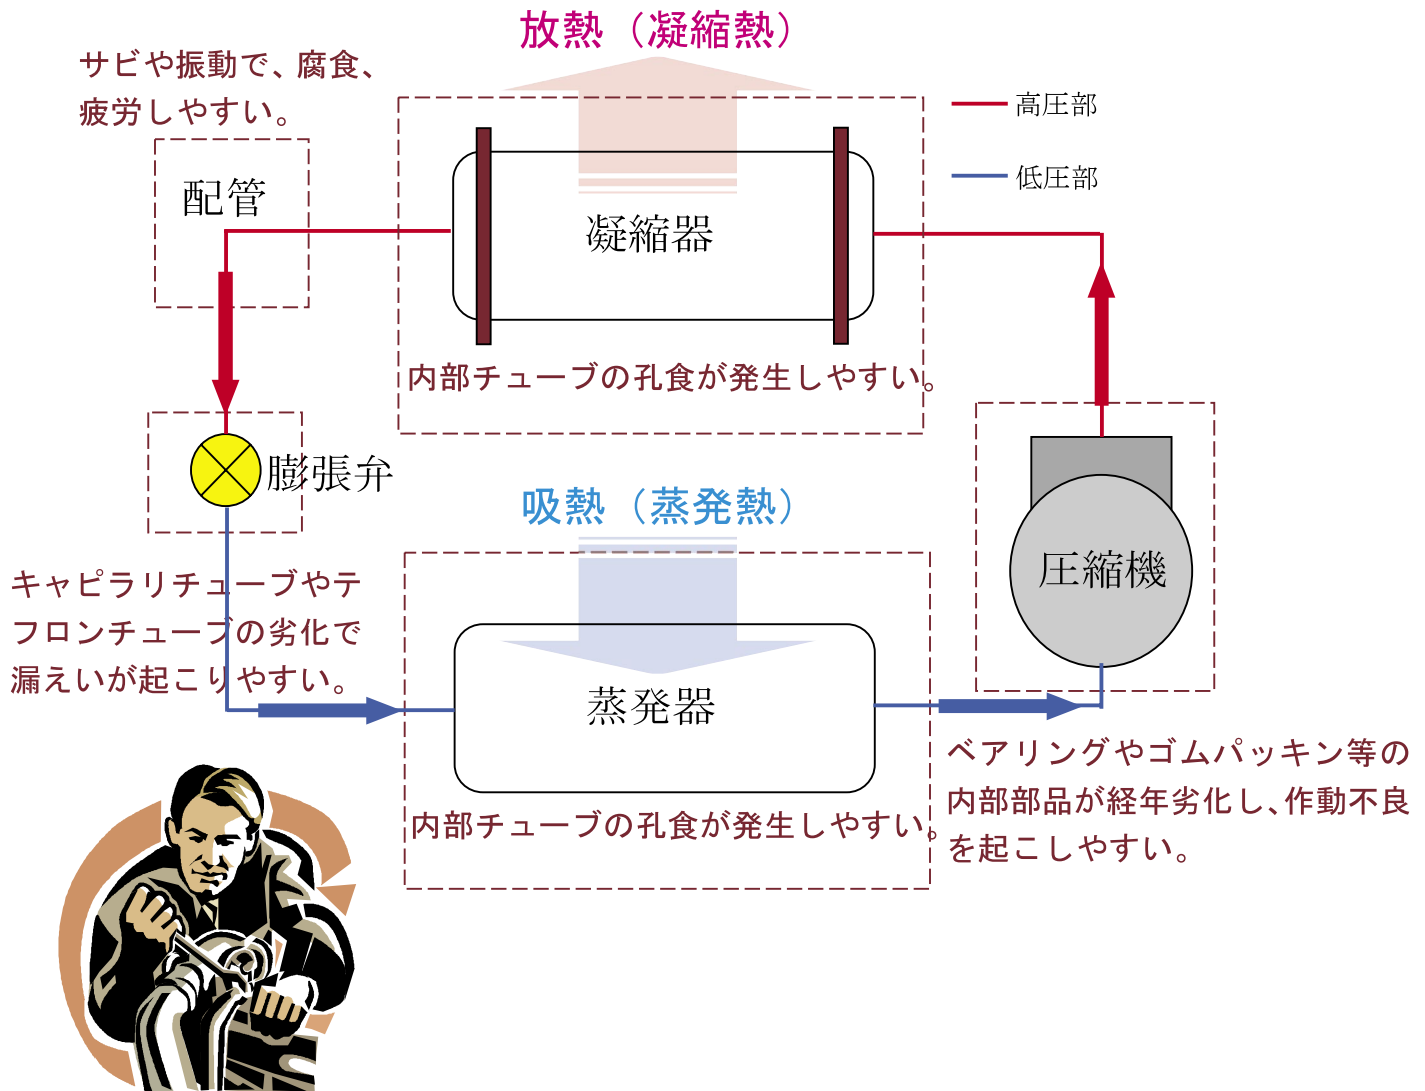 放熱（凝縮熱）
サビや振動で、腐食、
疲労しやすい。
高圧部
低圧部
配管
凝縮器
内部チューブの孔食が発生しやすい。
膨張弁
吸熱（蒸発熱）
圧縮機
キャピラリチューブやテ
フロンチューブの劣化で
漏えいが起こりやすい。
蒸発器
内部チューブの孔食が発生しやすい。
ベアリングやゴムパッキン等の
内部部品が経年劣化し、作動不良
を起こしやすい。